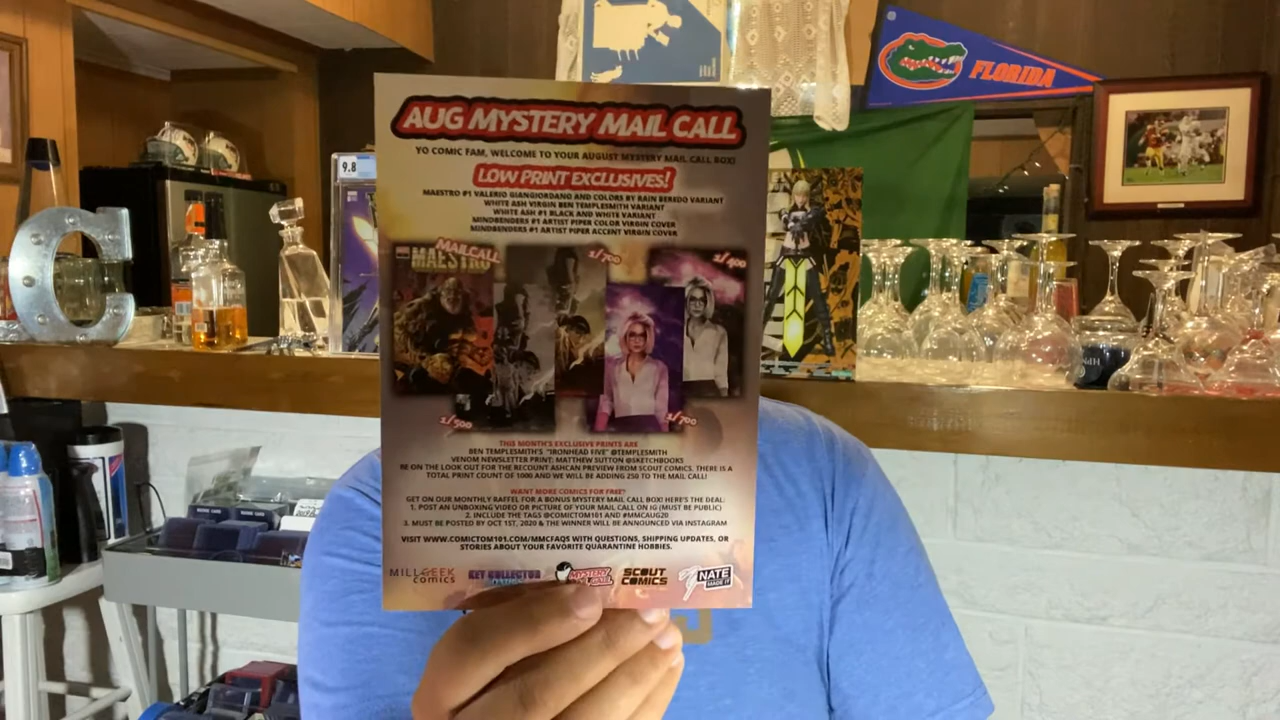 FLORIDA
9.8
AUG MYSTERY MAIL CALL
YO COMIC FAM, WELCOME TO YOUR AUGUST MYSTERY MAIL CALL BOX!
LOW PRINT EXCLUSIVES!
MAESTRO #1 VALERIO GIANGIORDANO AND COLORS BY RAIN BEREDO VARIANT
WHITE ASH VIRGIN BEN TEMPLESMITH VARIANT
WHITE ASH #1 BLACK AND WHITE VARIANT
MINDBENDERS #1 ARTIST PIPER COLOR VIRGIN COVER
MINDBENDERS #1 ARTIST PIPER ACCENT VIRGIN COVER
MAIL CALL
MAESTRO
1/700
1/400
1/500
1/700
THIS MONTH'S EXCLUSIVE PRINTS ARE
BEN TEMPLESMITH'S "IRONHEAD FIVE" @TEMPLESMITH
VENOM NEWSLETTER PRINT: MATTHEW SUTTON @SKETCHBOOKS
BE ON THE LOOK OUT FOR THE RECOUNT ASHCAN PREVIEW FROM SCOUT COMICS. THERE IS A
TOTAL PRINT COUNT OF 1000 AND WE WILL BE ADDING 250 TO THE MAIL CALL!
WANT MORE COMICS FOR FREE?
GET ON OUR MONTHLY RAFFEL FOR A BONUS MYSTERY MAIL CALL BOX! HERE'S THE DEAL:
1. POST AN UNBOXING VIDEO OR PICTURE OF YOUR MAIL CALL ON IG (MUST BE PUBLIC)
2. INCLUDE THE TAGS @COMICTOM101 AND #MMCAUG20
3. MUST BE POSTED BY OCT 1ST, 2020 & THE WINNER WILL BE ANNOUNCED VIA INSTAGRAM
VISIT WWW.COMICTOM101.COM/MMCFAQS WITH QUESTIONS, SHIPPING UPDATES, OR
STORIES ABOUT YOUR FAVORITE QUARANTINE HOBBIES.
MILLGEEK
COMICS
KEY COLLECTOR
COMICS
MYSTERY
MAIL CALL
SCOUT
COMICS
NATE
MADE IT
C